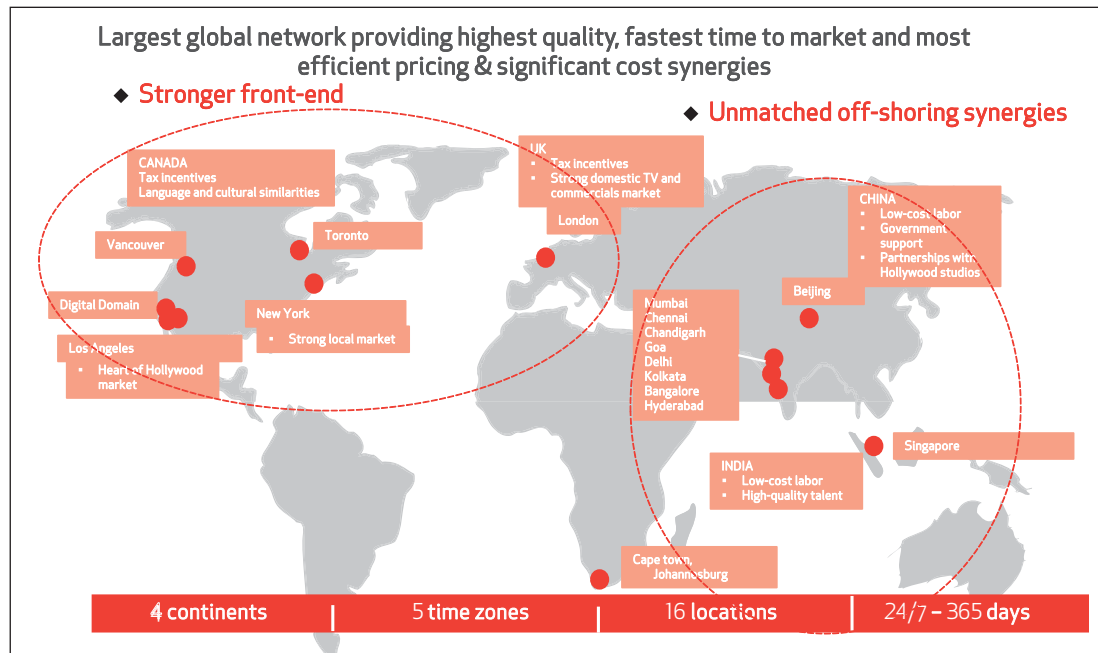 Largest global network providing highest quality, fastest time to market and most
efficient pricing & significant cost synergies
◆ Stronger front-end
◆ Unmatched off-shoring synergies
CANADA
Tax incentives
Language and cultural similarities
UK
▪ Tax incentives
▪ Strong domestic TV and
commercials market
London
CHINA
▪ Low-cost labor
▪ Government
support
▪ Partnerships with
Hollywood studios
Toronto
Vancouver
Digital Domain
New York
▪ Strong local market
Los Angeles
▪ Heart of Hollywood
market
Beijing
Mumbai
Chennai
Chandigarh
Goa
Delhi
Kolkata
Bangalore
Hyderabad
Singapore
INDIA
▪ Low-cost labor
▪ High-quality talent
Cape town,
Johannosburg
4 continents
5 time zones
16 locations
24/7 – 365 days